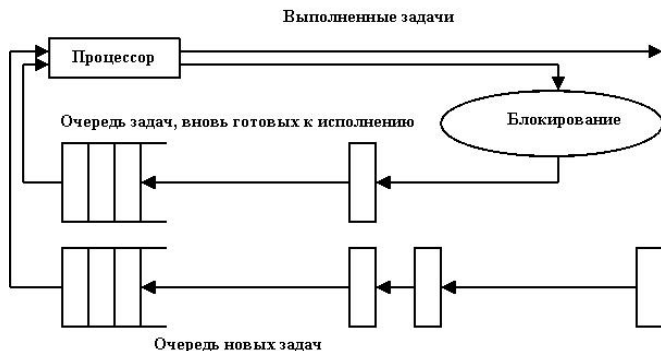 Выполненные задачи
Процессор
Очередь задач, вновь готовых к исполнению
Блокирование
Очередь новых задач